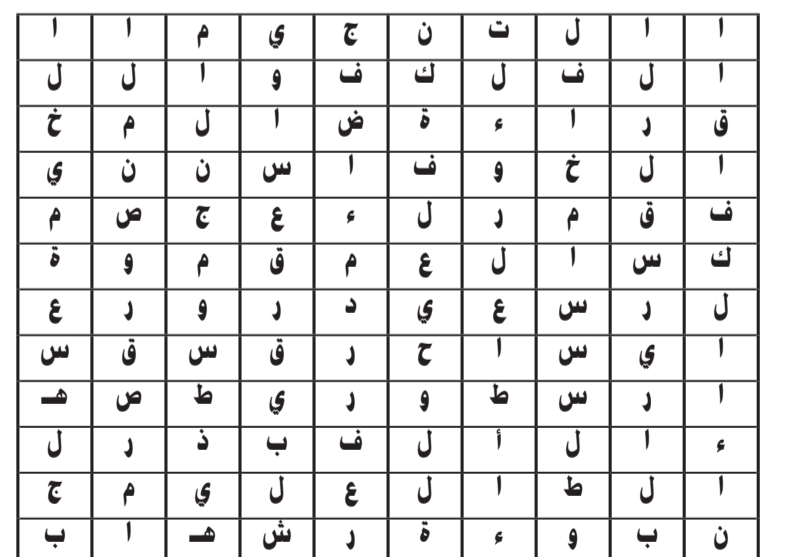 ا ا ل ت ن ج ي م ا ا
ا ل ف ل ك ف و ا ل ل
ق ر ا ء ة ض ا ل م خ
ا ل خ و ف ا س ن ن ي
ف ق م ر ل ء ع ج ص م
ك س ا ل ع م ق م و ة
ل ر س ع ي د ر و ر ع
ا ي س ا ح ر ق س ق س
ا ر س ط و ر ي ط ص هـ
ء ا ل أ ل ف ب ذ ر ل
ا ل ط ا ل ع ل ي م ج
ن ب و ء ة ر ش هـ ا ب